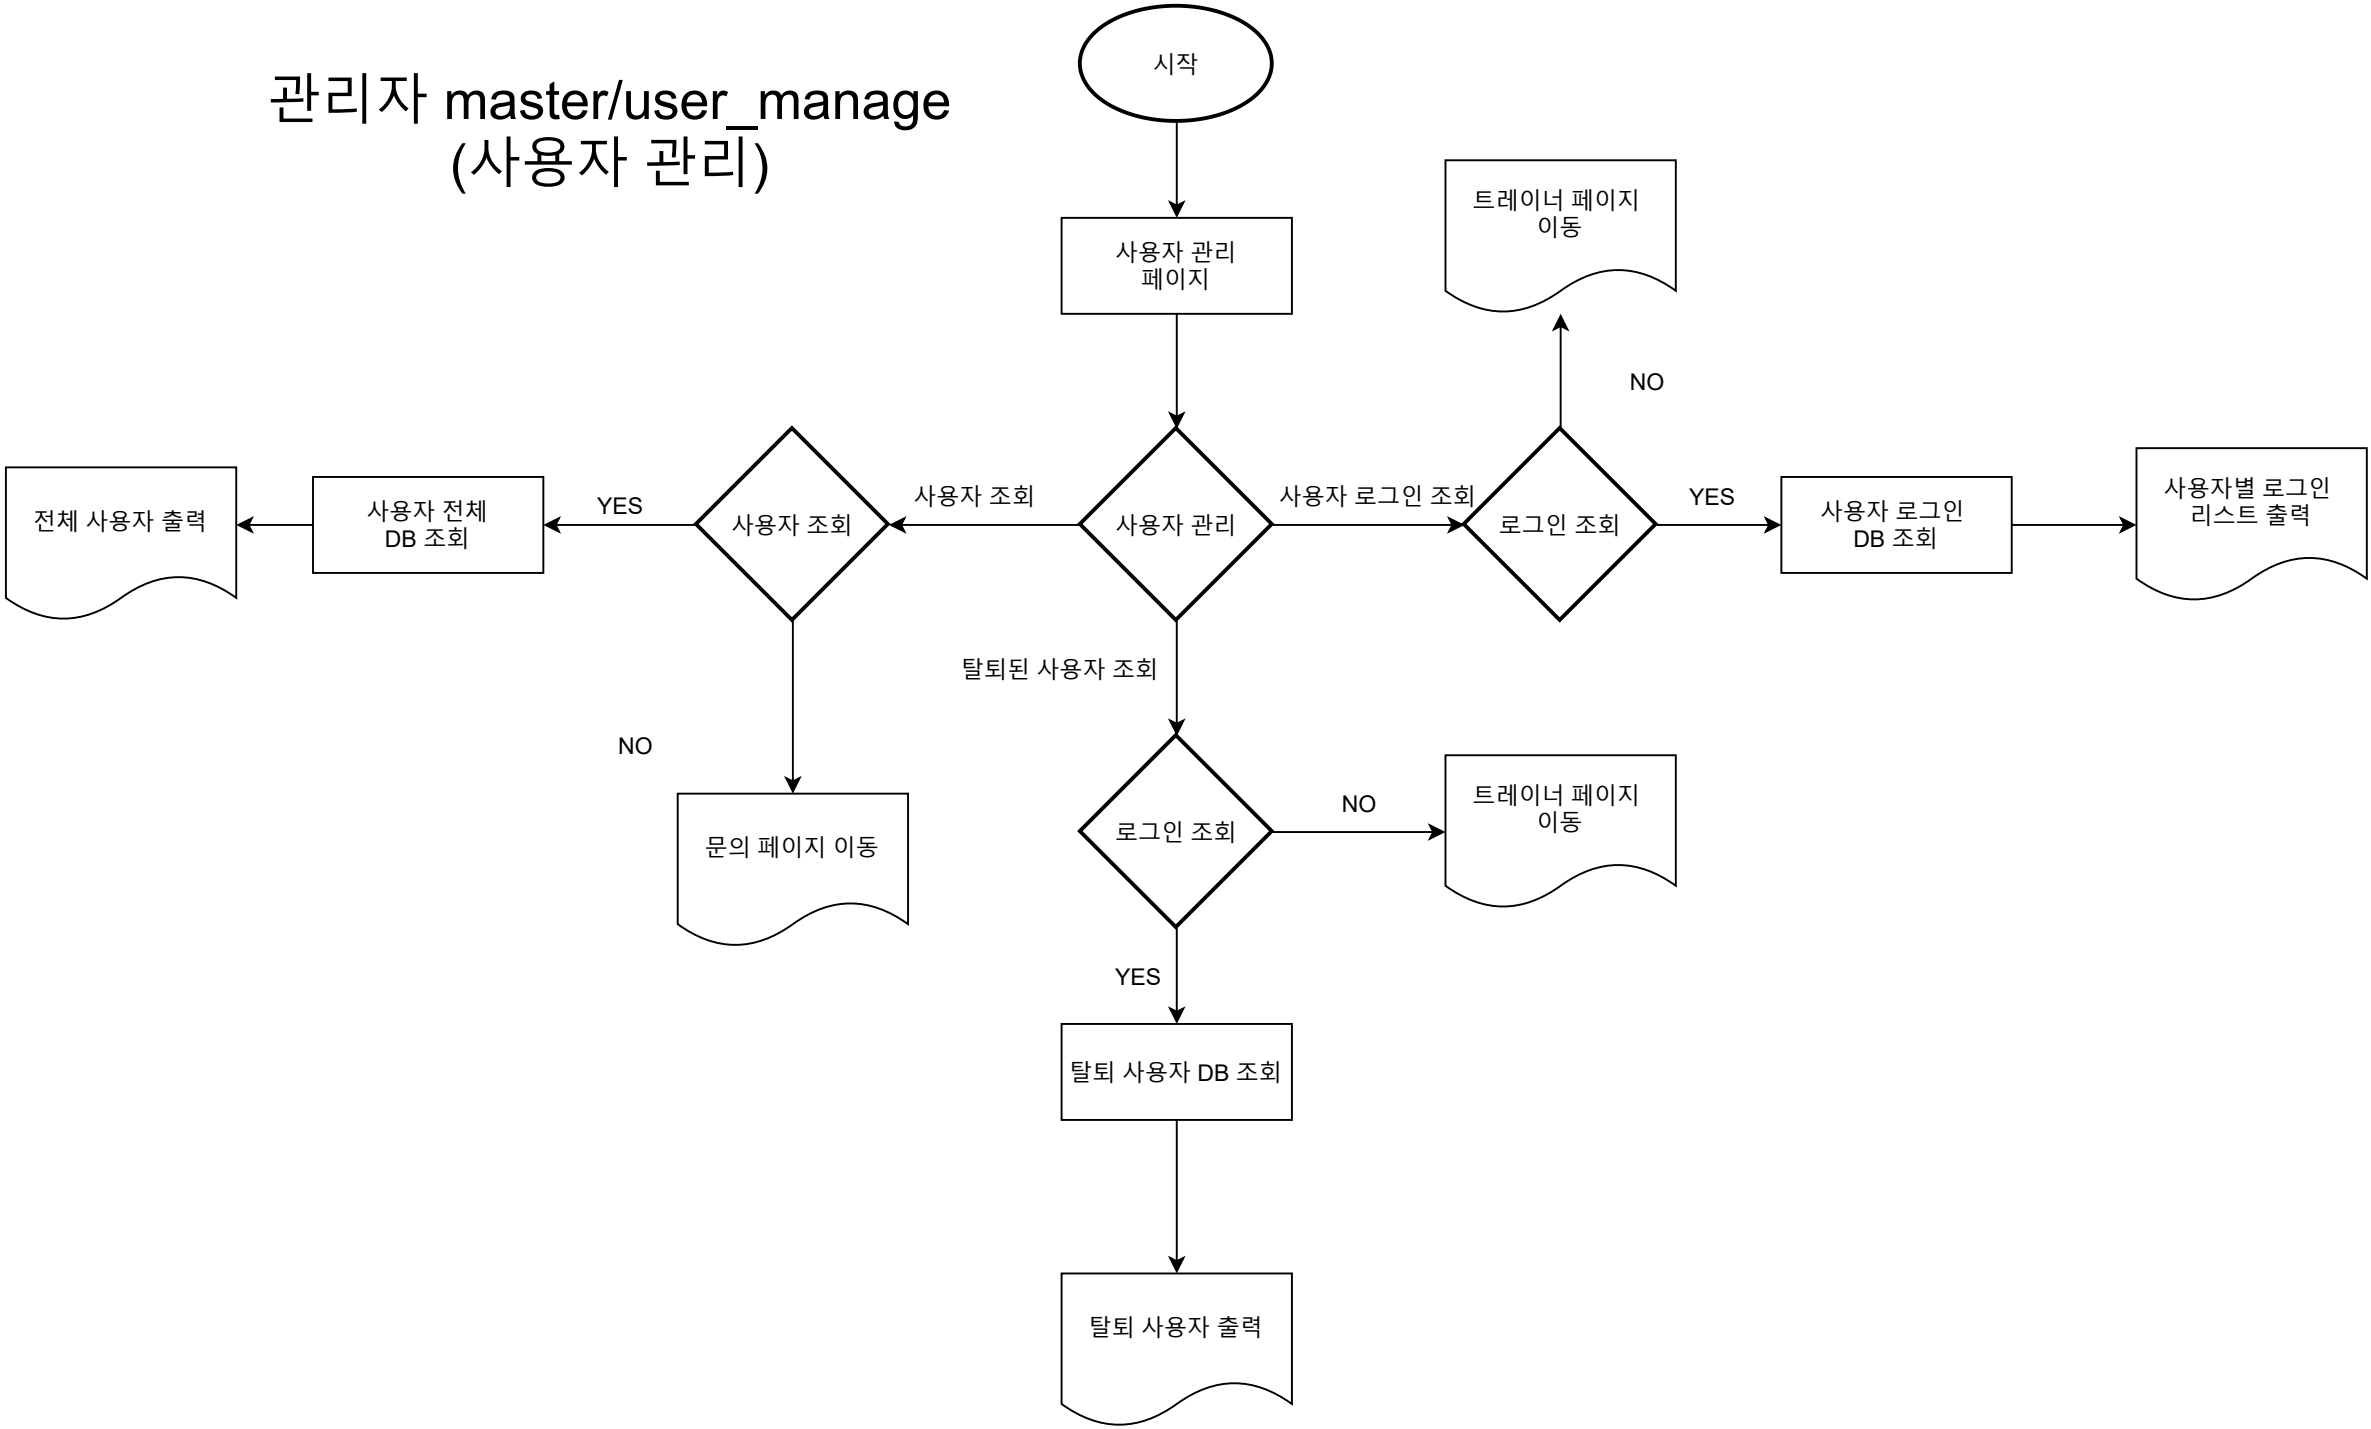 관리자 master/user_manage
(사용자 관리)
시작
사용자 관리
페이지
트레이너 페이지
이동
NO
전체 사용자 출력
사용자 전체
DB 조회
YES
사용자 조회
사용자 조회
사용자 관리
사용자 로그인 조회
로그인 조회
YES
사용자 로그인
DB 조회
사용자별 로그인
리스트 출력
탈퇴된 사용자 조회
NO
문의 페이지 이동
로그인 조회
NO
트레이너 페이지
이동
YES
탈퇴 사용자 DB 조회
탈퇴 사용자 출력